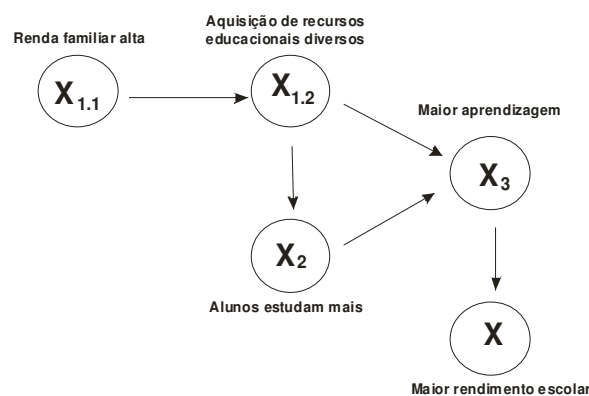 Renda familiar alta
X1.1
Aquisição de recursos
educacionais diversos
X1.2
Maior aprendizagem
X3
X2
Alunos estudam mais
X
Maior rendimento escolar